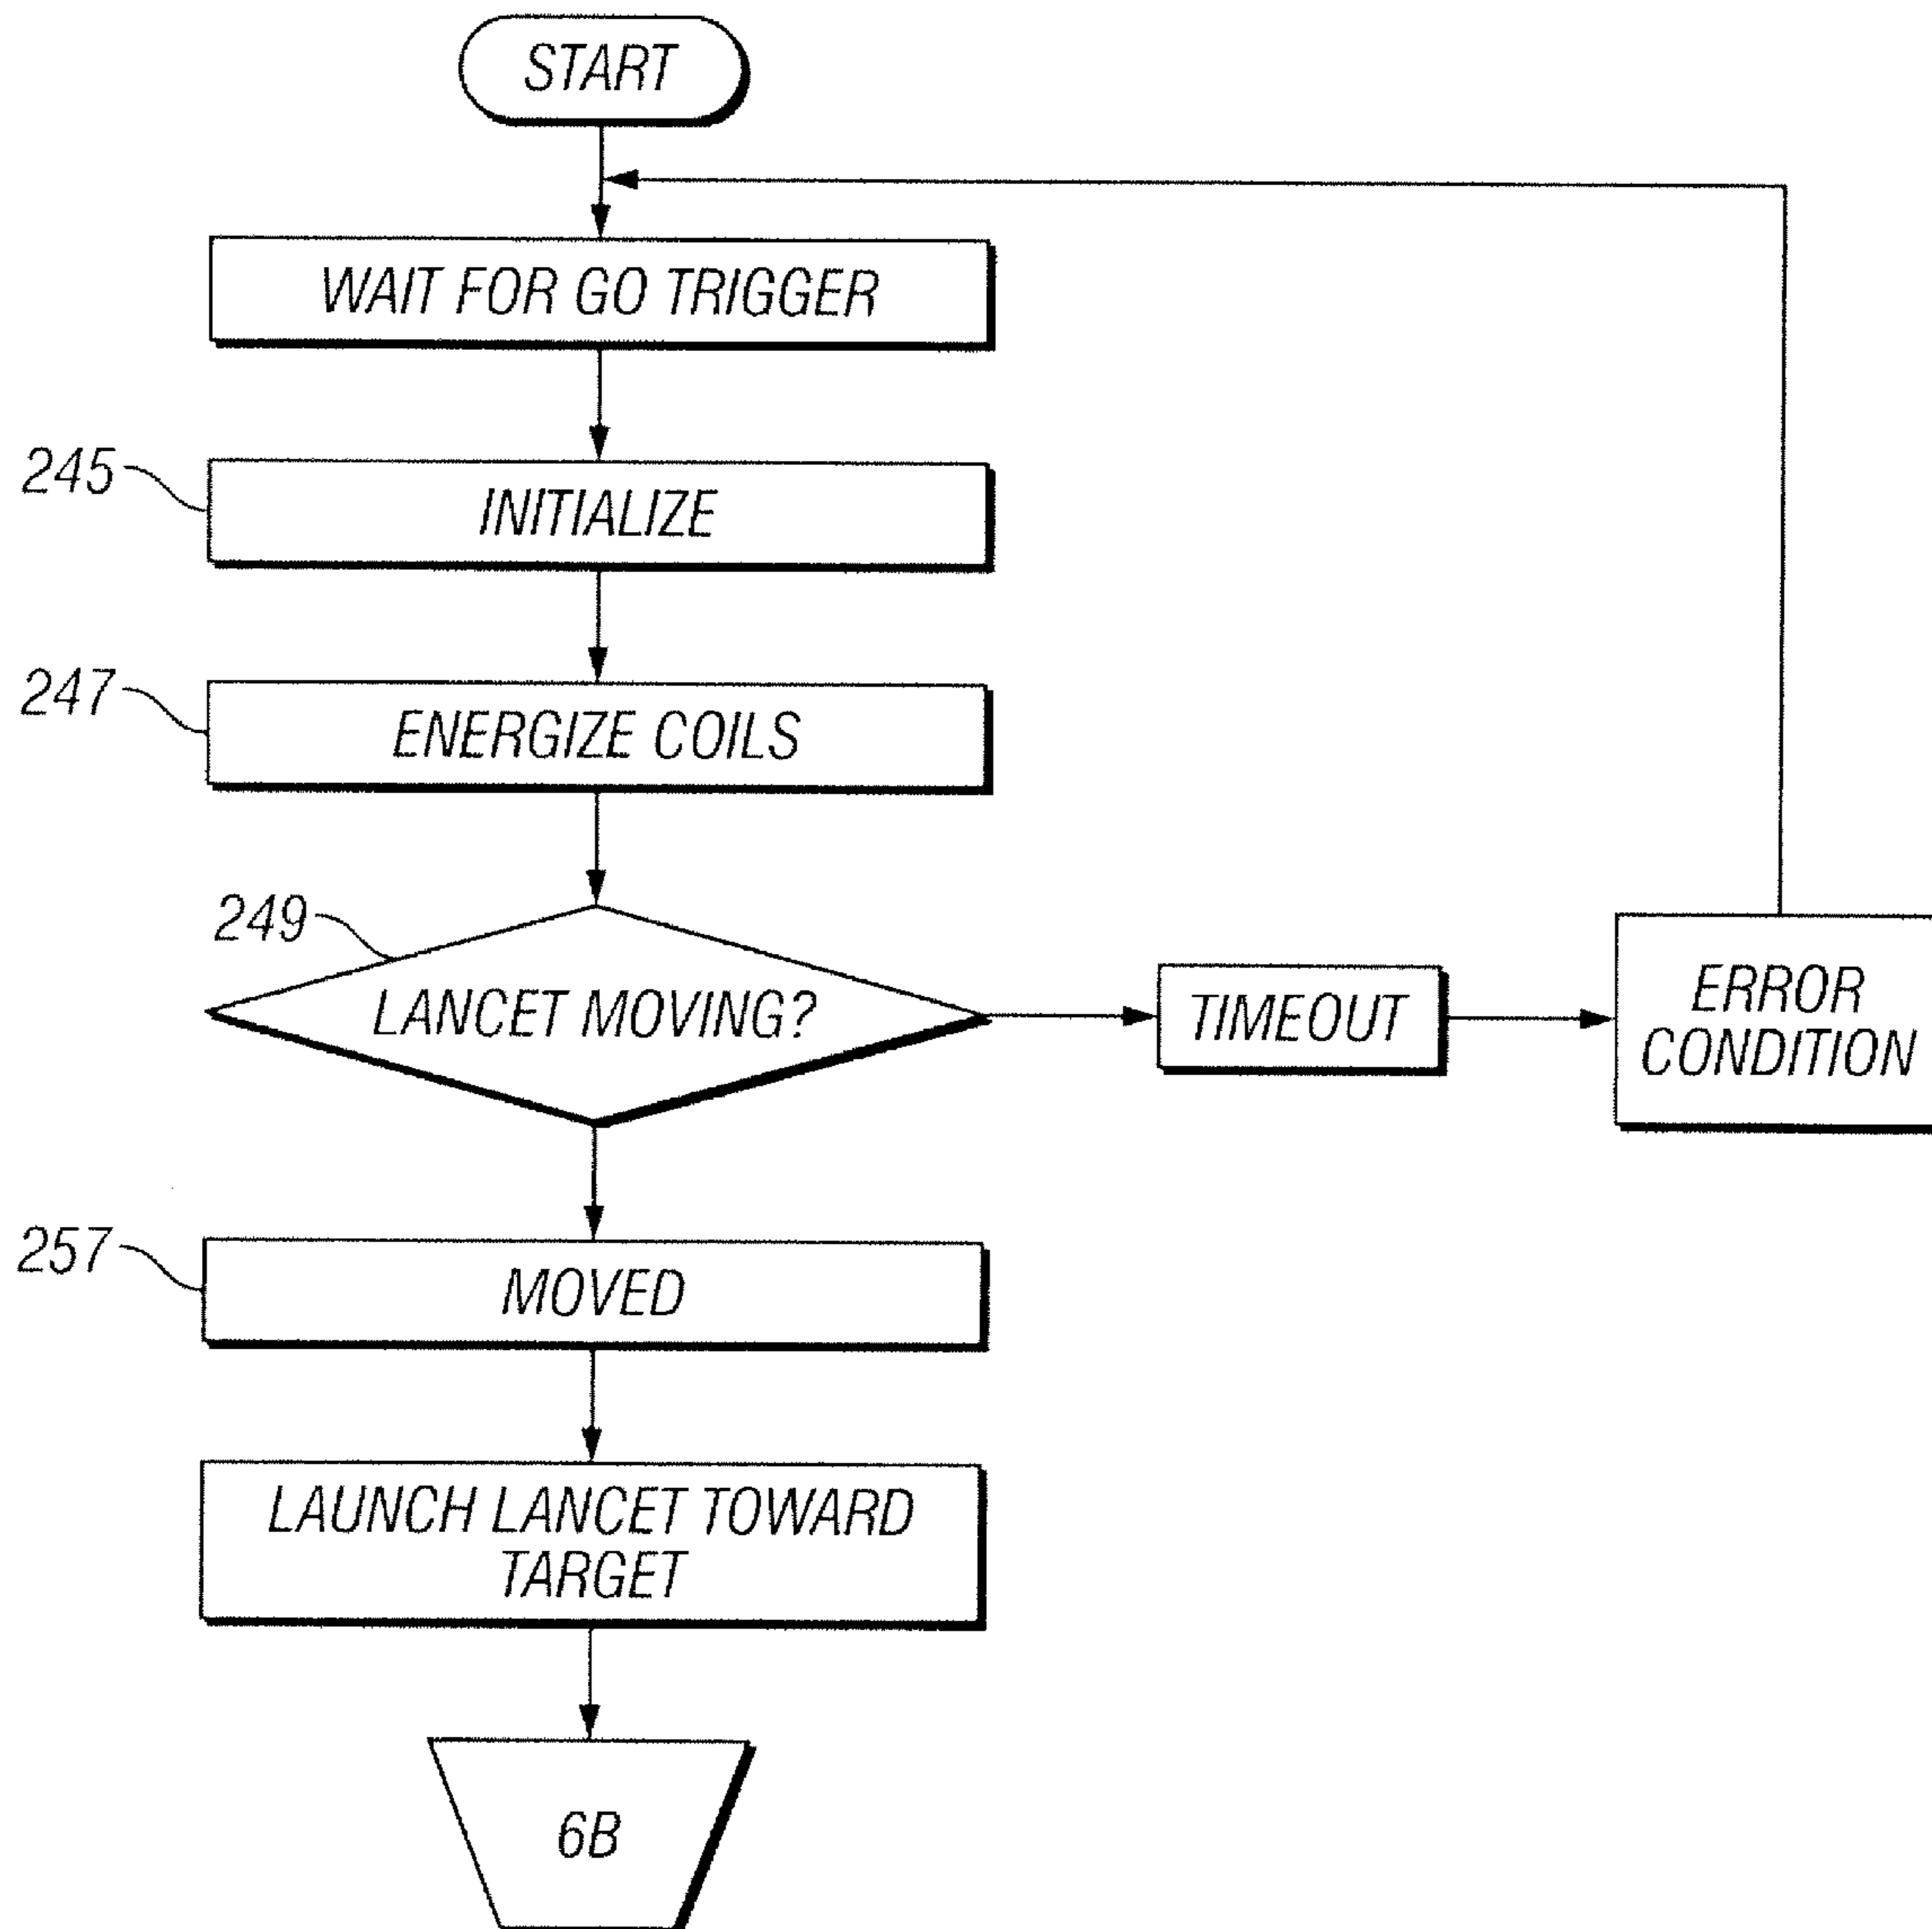 START
WAIT FOR GO TRIGGER
245
INITIALIZE
247
ENERGIZE COILS
249
LANCET MOVING?
TIMEOUT
ERROR
CONDITION
257
MOVED
LAUNCH LANCET TOWARD
TARGET
6B